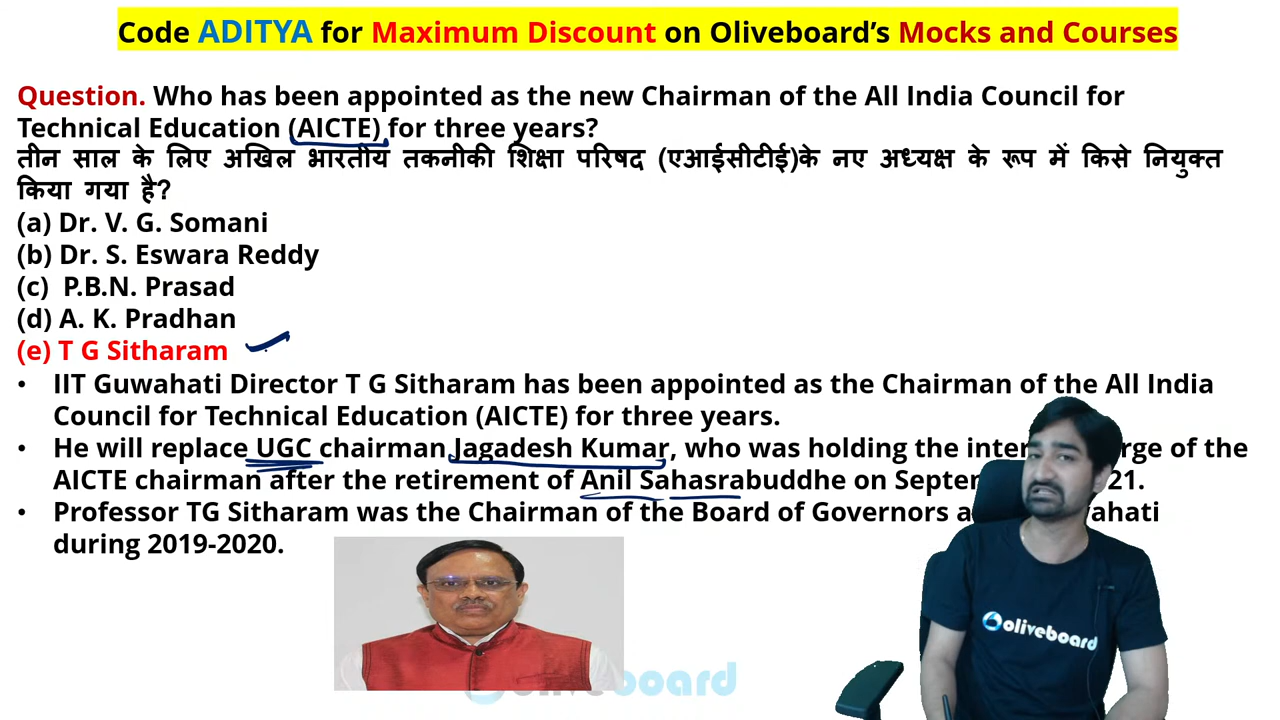 Code ADITYA for Maximum Discount on Oliveboard's Mocks and Courses
Question. Who has been appointed as the new Chairman of the All India Council for
Technical Education (AICTE) for three years?
तीन साल के लिए अखिल भारतीय तकनीकी शिक्षा परिषद (एआईसीटीई)के नए अध्यक्ष के रूप में किसे नियुक्त
किया गया है?
(a) Dr. V. G. Somani
(b) Dr. S. Eswara Reddy
(c) P.B.N. Prasad
(d) A. K. Pradhan
(e) T G Sitharam
• IIT Guwahati Director T G Sitharam has been appointed as the Chairman of the All India
Council for Technical Education (AICTE) for three years.
• He will replace UGC chairman Jagadesh Kumar, who was holding the of the
AICTE chairman after the retirement of Anil Sahasrabuddhe on 21.
• Professor TG Sitharam was the Chairman of the Board of Governors
during 2019-2020.
oliveboard
oliveboard